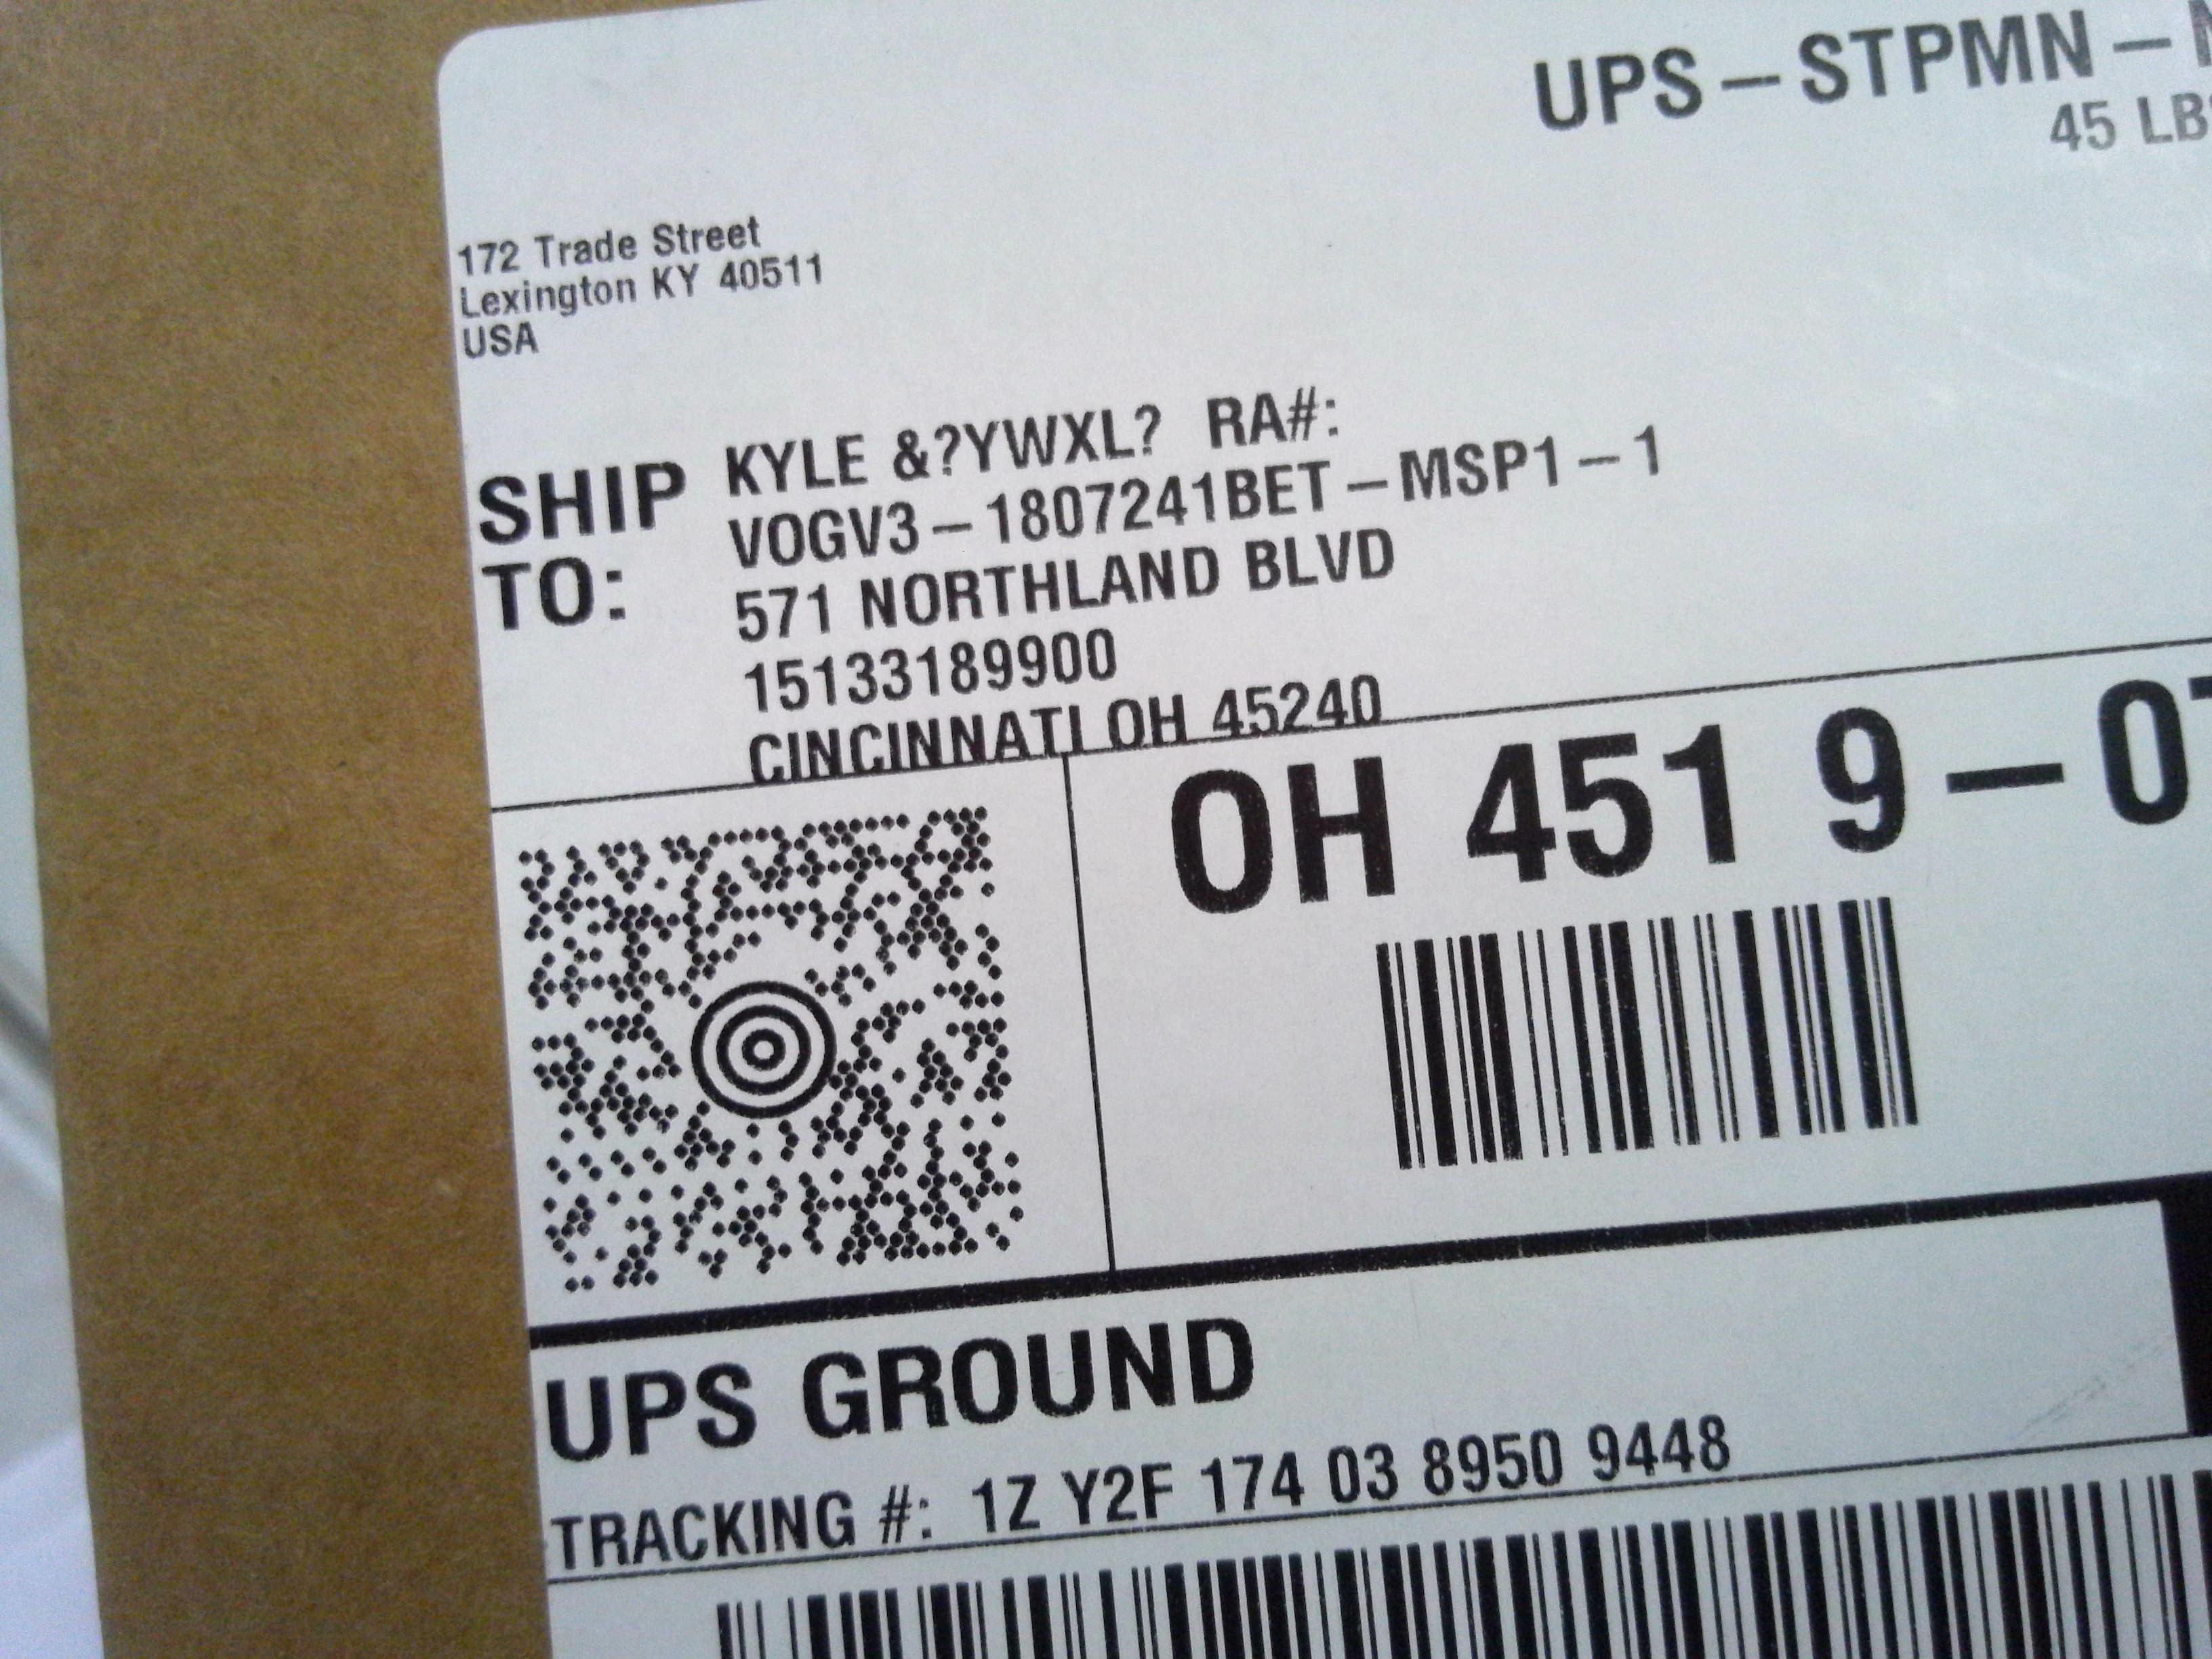 UPS – STPMN –
45
172 Trade Street
Lexington KY 40511
USA
SHIP TO:
KYLE &?YWXL? RA#:
VOGV3 – 1807241BET – MSP1 – 1
571 NORTHLAND BLVD
15133189900
CINCINNATI OH 45240
OH 451 9 –
UPS GROUND
TRACKING #: 1Z Y2F 174 03 8950 9448